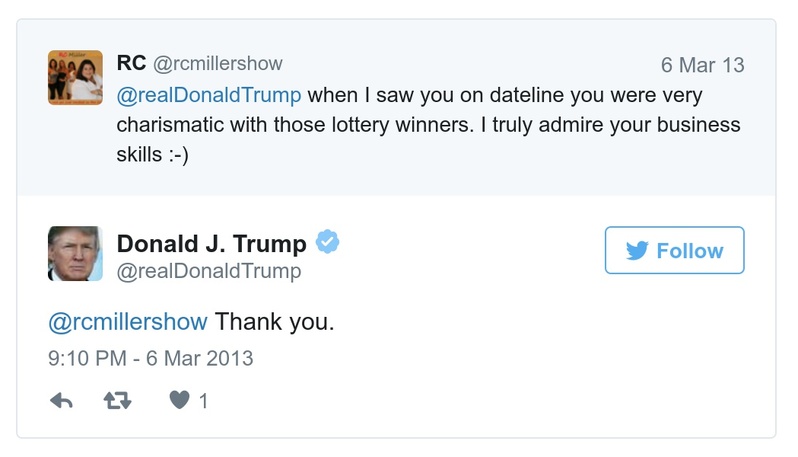 RC @rcmillershow
6 Mar 13
@realDonaldTrump when I saw you on dateline you were very
charismatic with those lottery winners. I truly admire your business
skills :-)
Donald J. Trump
@realDonaldTrump
Follow
@rcmillershow Thank you.
9:10 PM - 6 Mar 2013
1